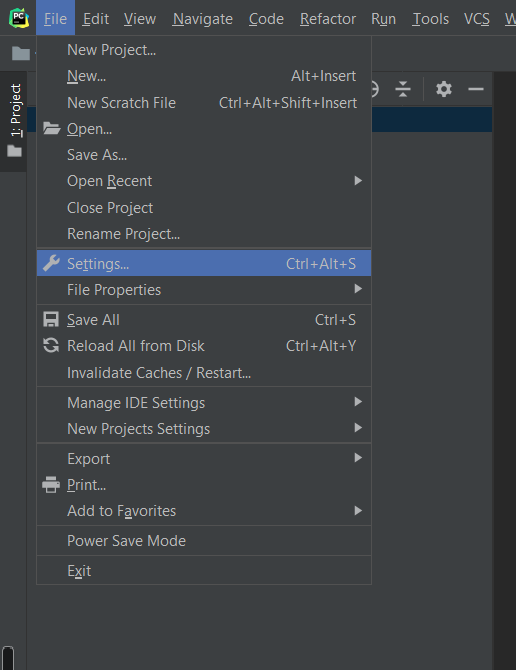 PC File Edit View Navigate Code Refactor Run Tools VCS W
1: Project
New Project...
New... Alt+Insert
New Scratch File Ctrl+Alt+Shift+Insert
Open...
Save As...
Open Recent
Close Project
Rename Project...
Settings... Ctrl+Alt+S
File Properties
Save All Ctrl+S
Reload All from Disk Ctrl+Alt+Y
Invalidate Caches / Restart...
Manage IDE Settings
New Projects Settings
Export
Print...
Add to Favorites
Power Save Mode
Exit